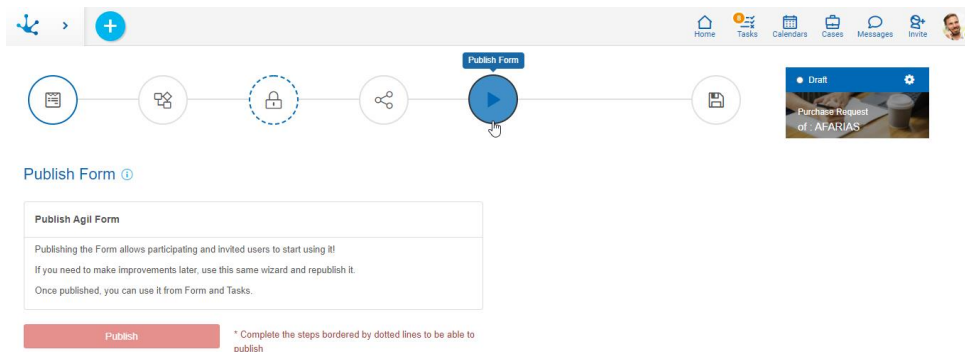 Home
0
Tasks
Calendars
Cases
Messages
Invite
Publish Form
Draft
Purchase Request
of : AFARIAS
Publish Form
Publish Agil Form
Publishing the Form allows participating and invited users to start using it!
If you need to make improvements later, use this same wizard and republish it.
Once published, you can use it from Form and Tasks.
Publish
* Complete the steps bordered by dotted lines to be able to
publish